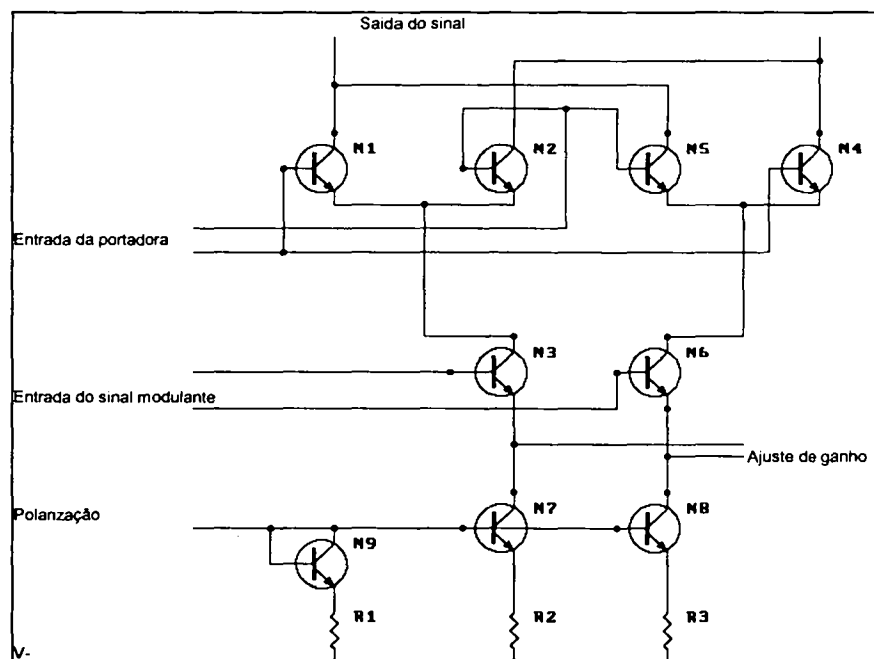 Saida do sinal
N1
N2
N5
N4
Entrada da portadora
N3
N6
Entrada do sinal modulante
Ajuste de ganho
Polarização
N7
N8
N9
R1
R2
R3
V-